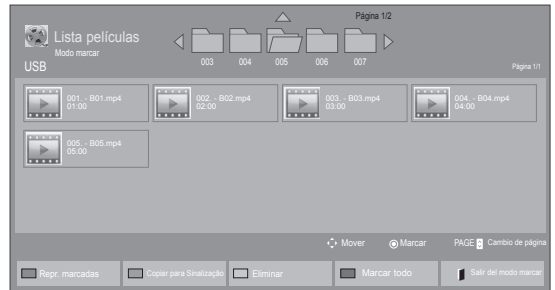 Página 1/2
Lista películas
Modo marcar
USB
003 004 005 006 007
Página 1/1
001. - B01.mp4
01:00
002. - B02.mp4
02:00
003. - B03.mp4
03:00
004. - B04.mp4
04:00
005. - B05.mp4
05:00
Mover Marcar PAGE Cambio de página
Repr. marcadas Copiar para Sinalização Eliminar Marcar todo Salir del modo marcar